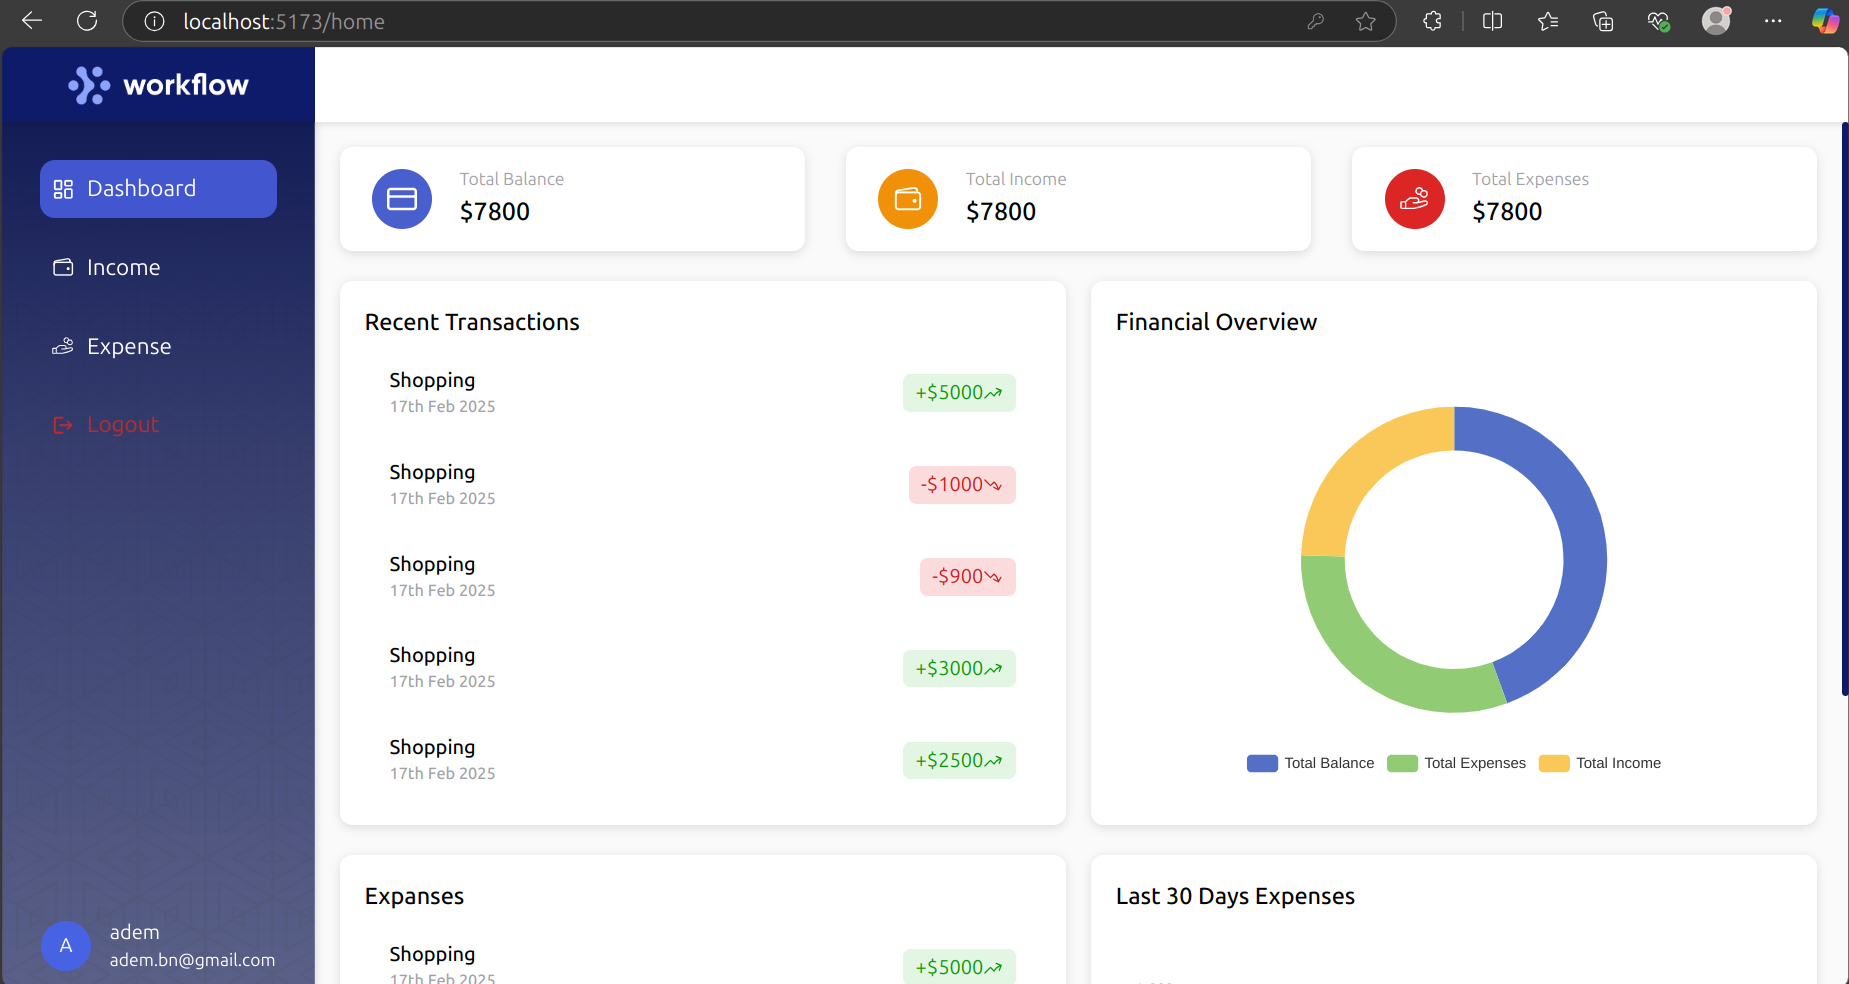 localhost:5173/home
workflow
Dashboard
Income
Expense
Logout
A
adem
adem.bn@gmail.com
Total Balance
$7800
Total Income
$7800
Total Expenses
$7800
Recent Transactions
Shopping
17th Feb 2025
+$5000
Shopping
17th Feb 2025
-$1000
Shopping
17th Feb 2025
-$900
Shopping
17th Feb 2025
+$3000
Shopping
17th Feb 2025
+$2500
Financial Overview
Total Balance Total Expenses Total Income
Expanses
Shopping
17th Feb 2025
+$5000
Last 30 Days Expenses